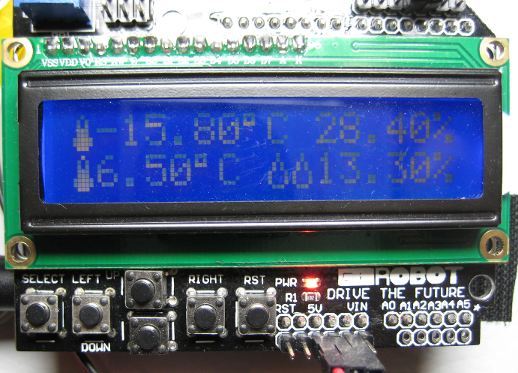 1
VSS VDD VO
-15.80°C 28.40%
6.50°C 13.30%
SELECT LEFT UP RIGHT RST PWR ROBOT
R1 DRIVE THE FUTURE
RST 5V VIN A0 A1 A2 A3 A4 A5 *
DOWN